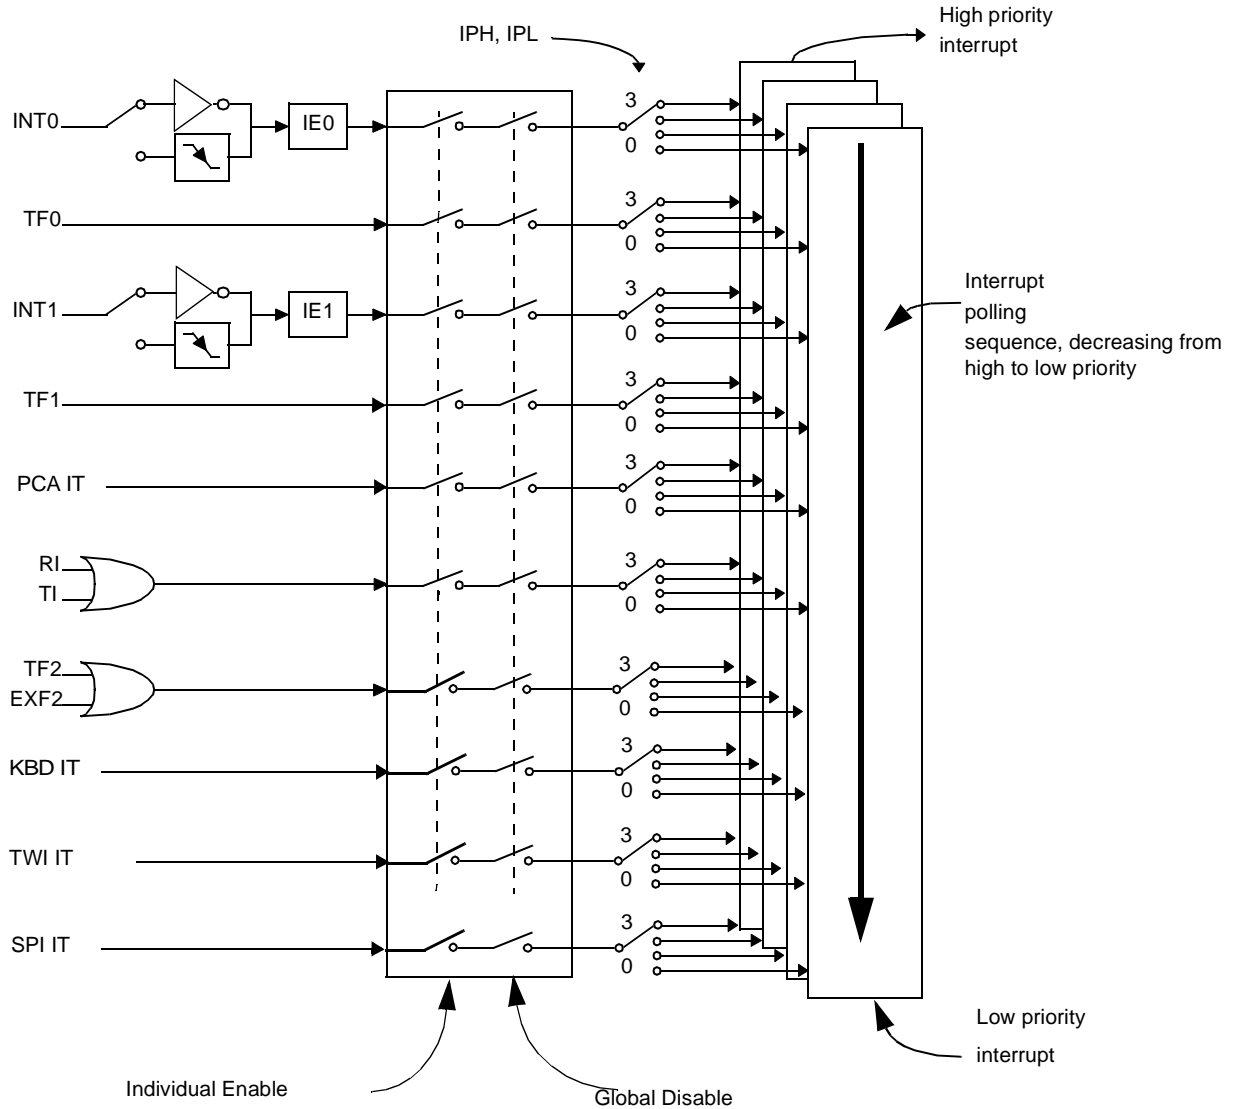 High priority
interrupt
IPH, IPL
INT0
IE0
3
0
TF0
3
0
INT1
IE1
3
0
Interrupt
polling
sequence, decreasing from
high to low priority
TF1
3
0
PCA IT
3
0
RI
TI
3
0
TF2
EXF2
3
0
KBD IT
3
0
TWI IT
3
0
SPI IT
3
0
Low priority
interrupt
Individual Enable
Global Disable